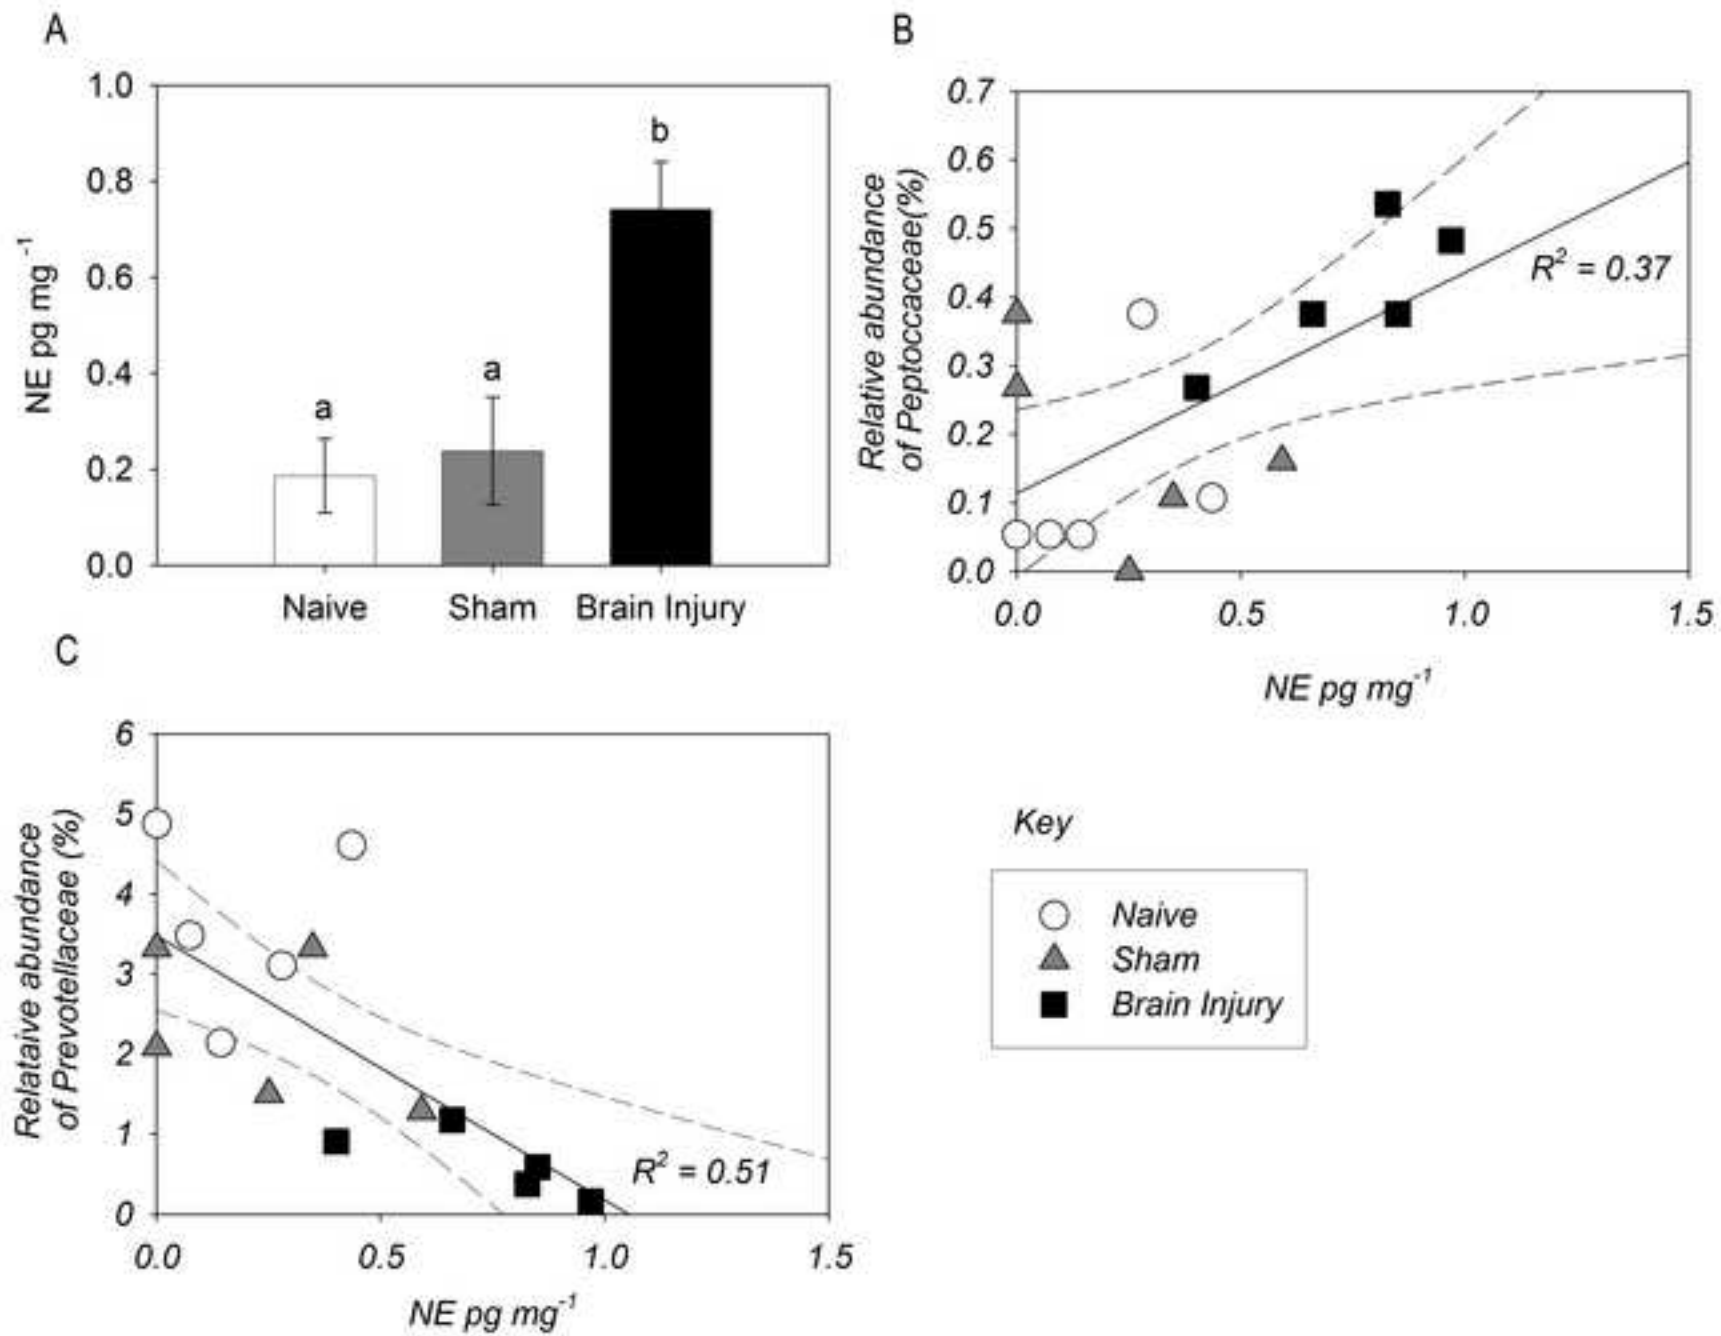 A
NE pg mg⁻¹
1.0
0.8
0.6
0.4
0.2
0.0
a
a
b
Naive
Sham
Brain Injury
B
Relative abundance
of Peptoccaceae(%)
0.7
0.6
0.5
0.4
0.3
0.2
0.1
0.0
R² = 0.37
0.0
0.5
1.0
1.5
NE pg mg⁻¹
C
Relataive abundance
of Prevotellaceae (%)
6
5
4
3
2
1
0
R² = 0.51
0.0
0.5
1.0
1.5
NE pg mg⁻¹
Key
Naive
Sham
Brain Injury